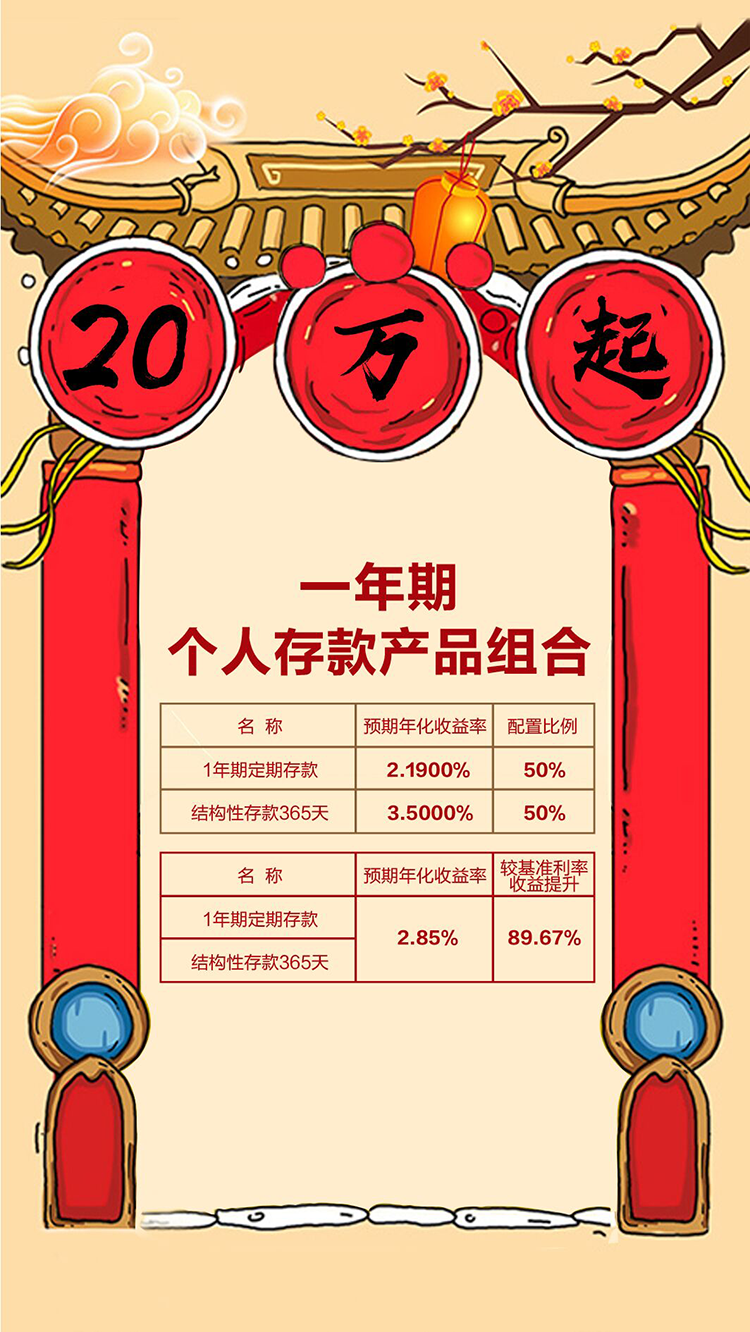 20 万 起
一年期
个人存款产品组合
名 称 预期年化收益率 配置比例
1年期定期存款 2.1900% 50%
结构性存款365天 3.5000% 50%
名 称 预期年化收益率 较基准利率
收益提升
1年期定期存款
2.85% 89.67%
结构性存款365天